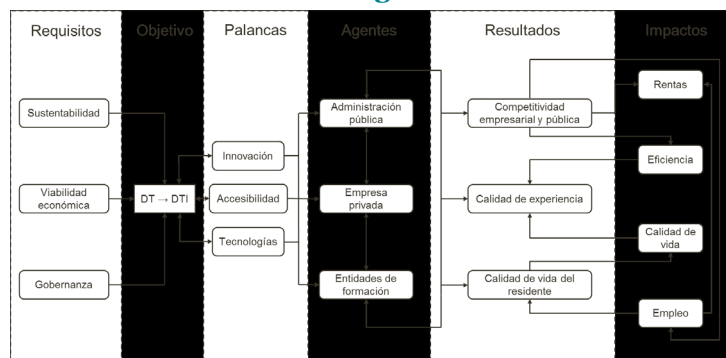 Requisitos
Objetivo
Palancas
Agentes
Resultados
Impactos
Sustentabilidad
Viabilidad
económica
Gobernanza
DT → DTI
Innovación
Accesibilidad
Tecnologías
Administración
pública
Empresa
privada
Entidades de
formación
Competitividad
empresarial y pública
Calidad de experiencia
Calidad de vida del
residente
Rentas
Eficiencia
Calidad de
vida
Empleo